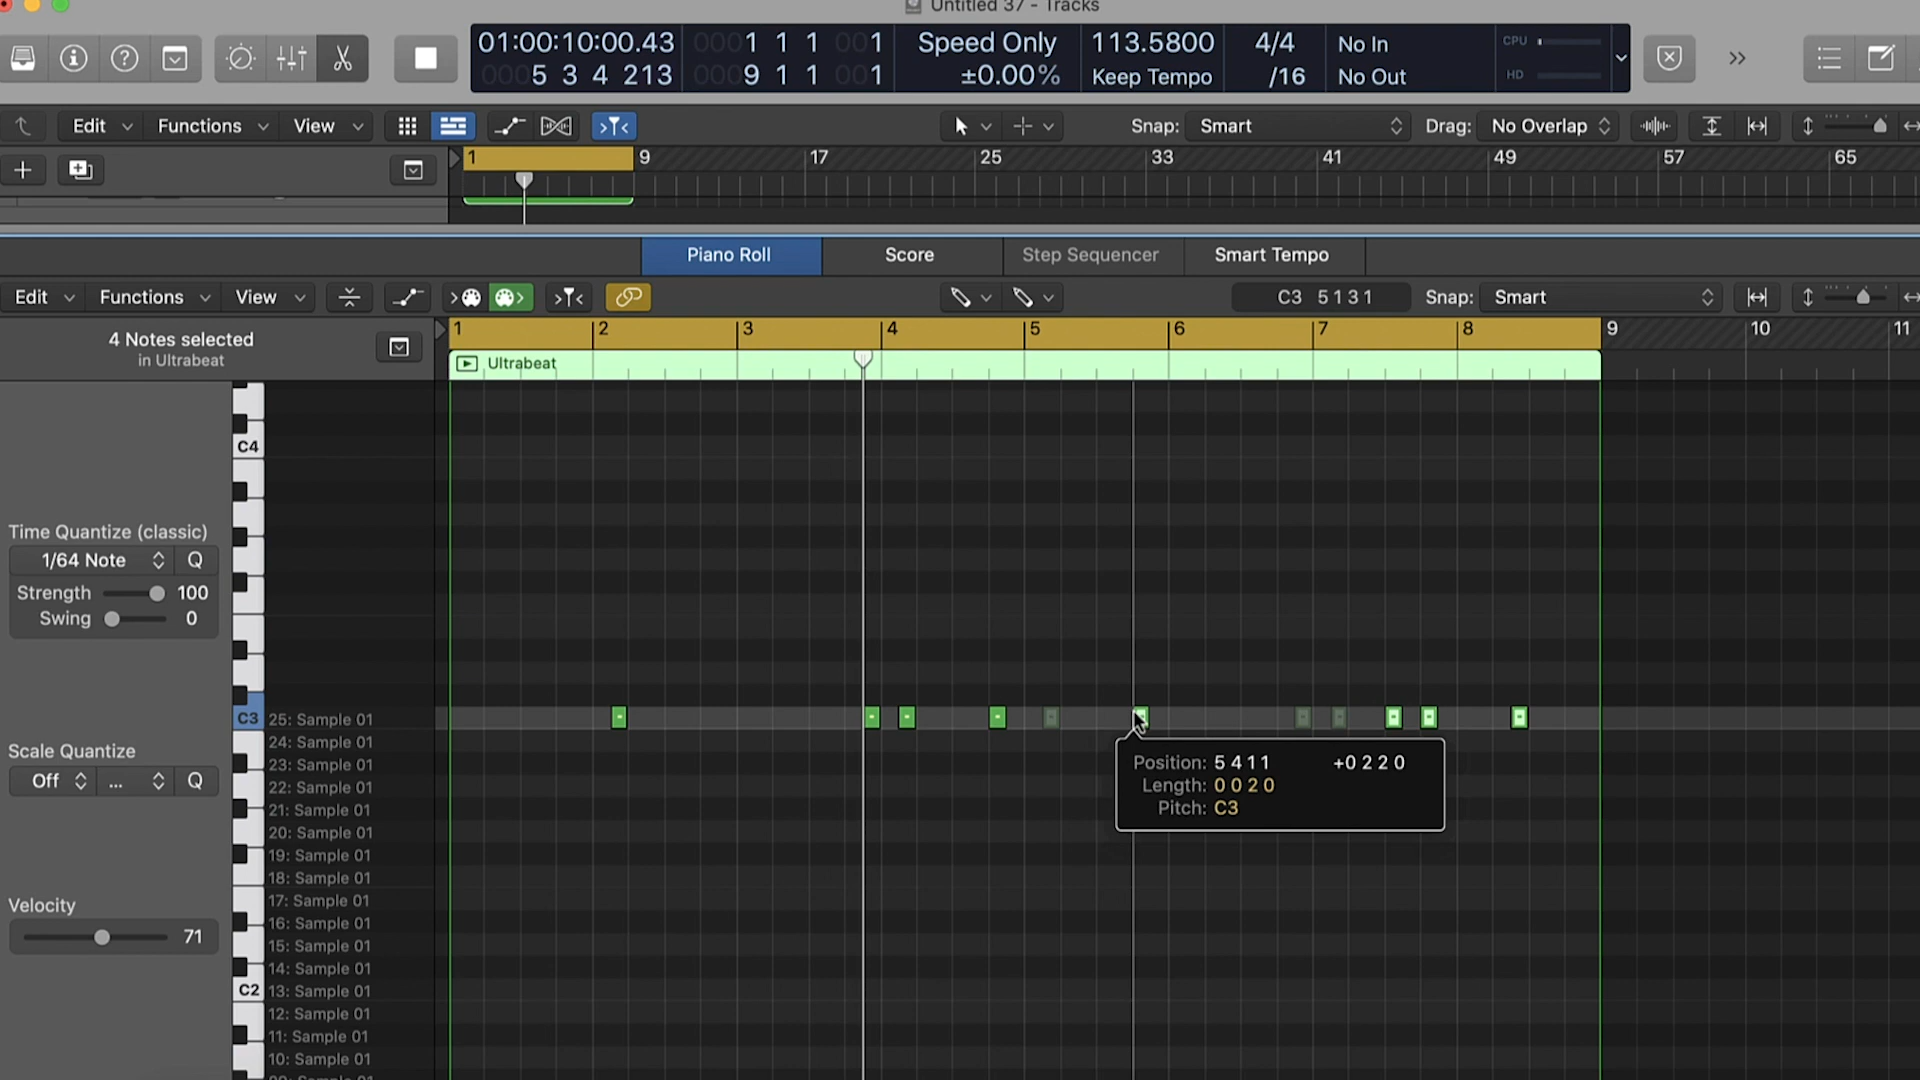 Untitled 37 - Tracks
01:00:10:00.43
0001 1 1 001
Speed Only
113.5800
4/4
No In
CPU
0005 3 4 213
0009 1 1 001
±0.00%
Keep Tempo
/16
No Out
HD
Edit
Functions
View
Snap: Smart
Drag: No Overlap
1
9
17
25
33
41
49
57
65
Piano Roll
Score
Step Sequencer
Smart Tempo
Edit
Functions
View
C3 5 1 3 1
Snap: Smart
4 Notes selected
in Ultrabeat
1
2
3
4
5
6
7
8
9
10
11
Ultrabeat
C4
Time Quantize (classic)
1/64 Note
Q
Strength 100
Swing 0
C3 25: Sample 01
24: Sample 01
Scale Quantize
23: Sample 01
Off
...
Q
22: Sample 01
21: Sample 01
20: Sample 01
19: Sample 01
18: Sample 01
Velocity
17: Sample 01
16: Sample 01
71
15: Sample 01
14: Sample 01
C2 13: Sample 01
12: Sample 01
11: Sample 01
10: Sample 01
Position: 5 4 1 1 +0 2 2 0
Length: 0 0 2 0
Pitch: C3